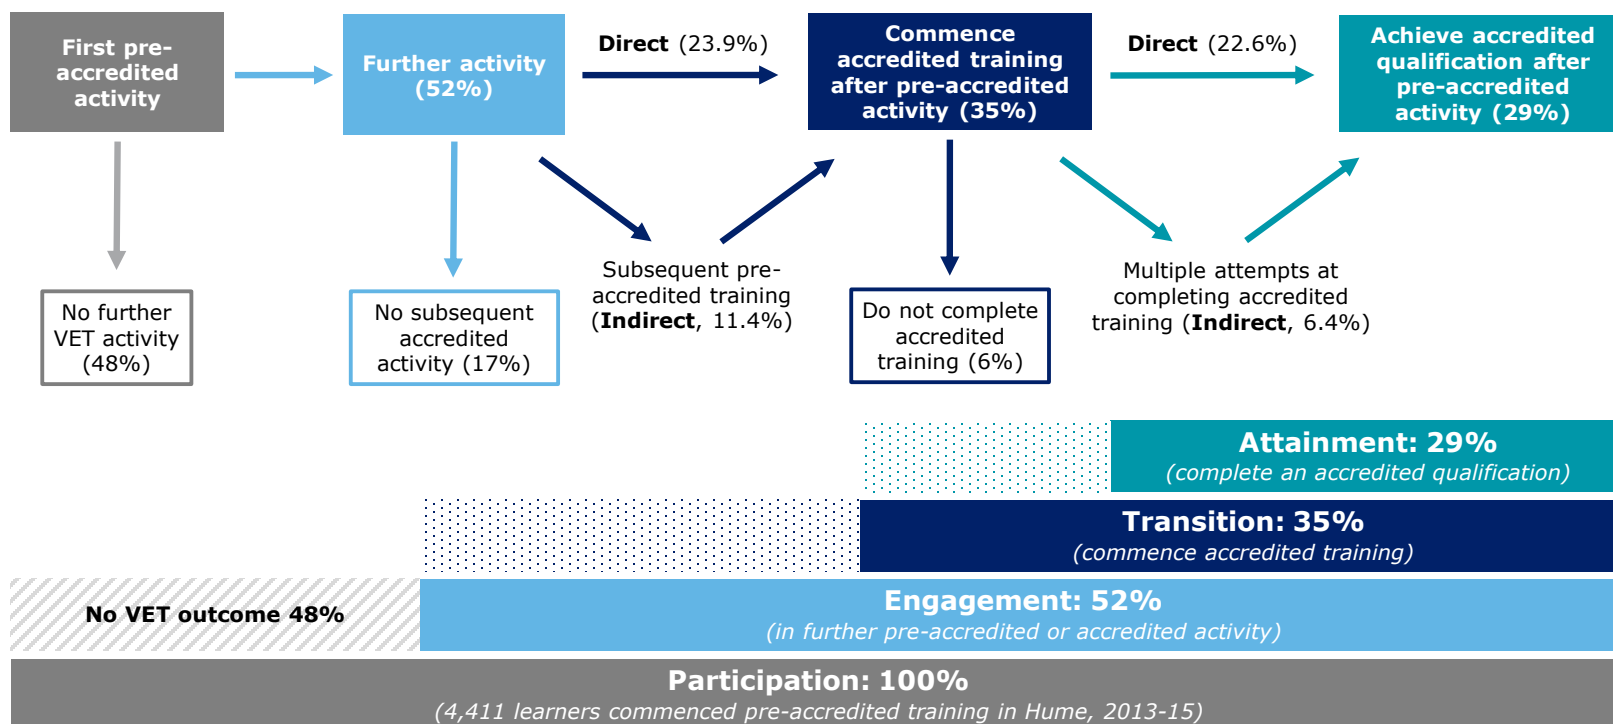 First pre-
accredited
activity
Further activity
(52%)
Direct (23.9%)
Commence
accredited training
after pre-accredited
activity (35%)
Direct (22.6%)
Achieve accredited
qualification after
pre-accredited
activity (29%)
No further
VET activity
(48%)
No subsequent
accredited
activity (17%)
Subsequent pre-
accredited training
(Indirect, 11.4%)
Do not complete
accredited
training (6%)
Multiple attempts at
completing accredited
training (Indirect, 6.4%)
Attainment: 29%
(complete an accredited qualification)
Transition: 35%
(commence accredited training)
No VET outcome 48%
Engagement: 52%
(in further pre-accredited or accredited activity)
Participation: 100%
(4,411 learners commenced pre-accredited training in Hume, 2013-15)